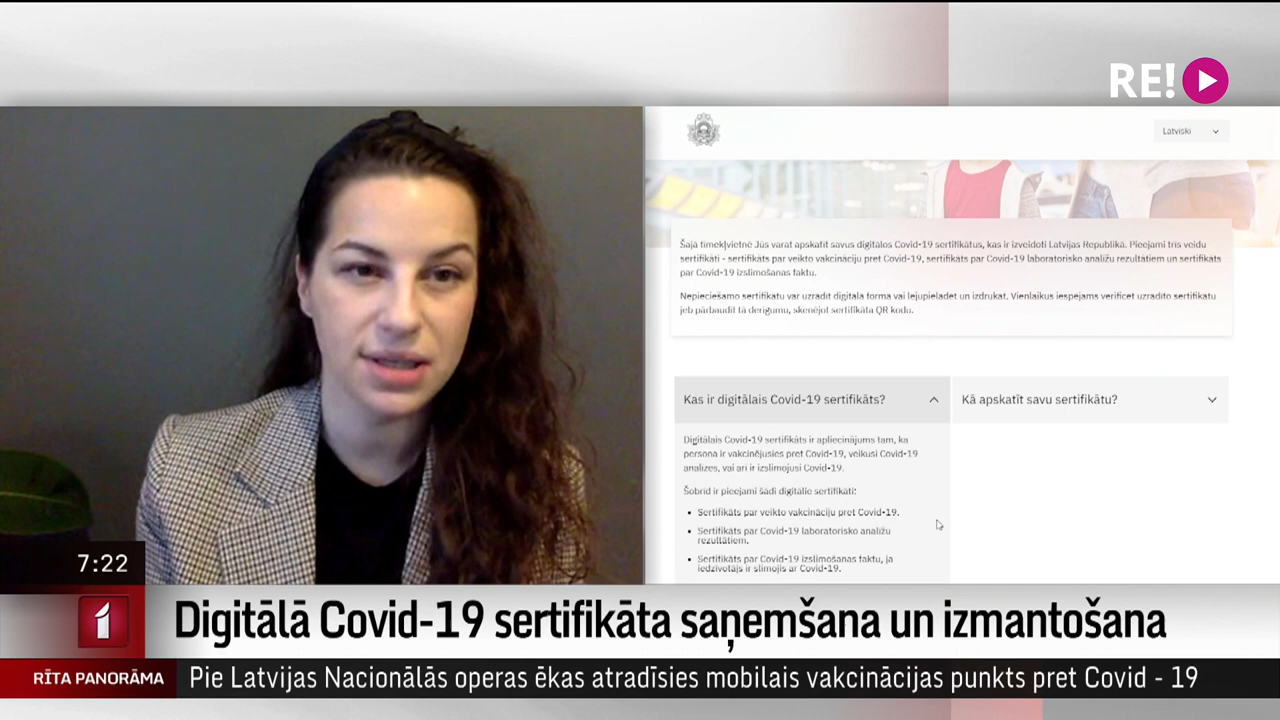 RE!
Latviski
Šajā tīmekļvietnē Jūs varat apskatīt savus digitālos Covid-19 sertifikātus, kas ir izveidoti Latvijas Republikā. Pieejami trīs veidu
sertifikāti - sertifikāts par veikto vakcināciju pret Covid-19, sertifikāts par Covid-19 laboratorisko analīžu rezultātiem un sertifikāts
par Covid-19 izslimošanas faktu.
Nepieciešamo sertifikātu var uzrādīt digitālā formā vai lejupielādēt un izdrukāt. Vienlaikus iespējams verificēt uzrādīto sertifikātu
jeb pārbaudīt tā derīgumu, skenējot sertifikāta QR kodu.
Kas ir digitālais Covid-19 sertifikāts?
Kā apskatīt savu sertifikātu?
Digitālais Covid-19 sertifikāts ir apliecinājums tam, ka
persona ir vakcinējusies pret Covid-19, veikusi Covid-19
analīzes, vai arī ir izslimojusi Covid-19.
Šobrīd ir pieejami šādi digitālie sertifikāti:
• Sertifikāts par veikto vakcināciju pret Covid-19.
• Sertifikāts par Covid-19 laboratorisko analīžu
rezultātiem.
• Sertifikāts par Covid-19 izslimošanas faktu, ja
iedzīvotājs ir slimojis ar Covid-19.
7:22
1
Digitālā Covid-19 sertifikāta saņemšana un izmantošana
RĪTA PANORĀMA
Pie Latvijas Nacionālās operas ēkas atradīsies mobilais vakcinācijas punkts pret Covid - 19